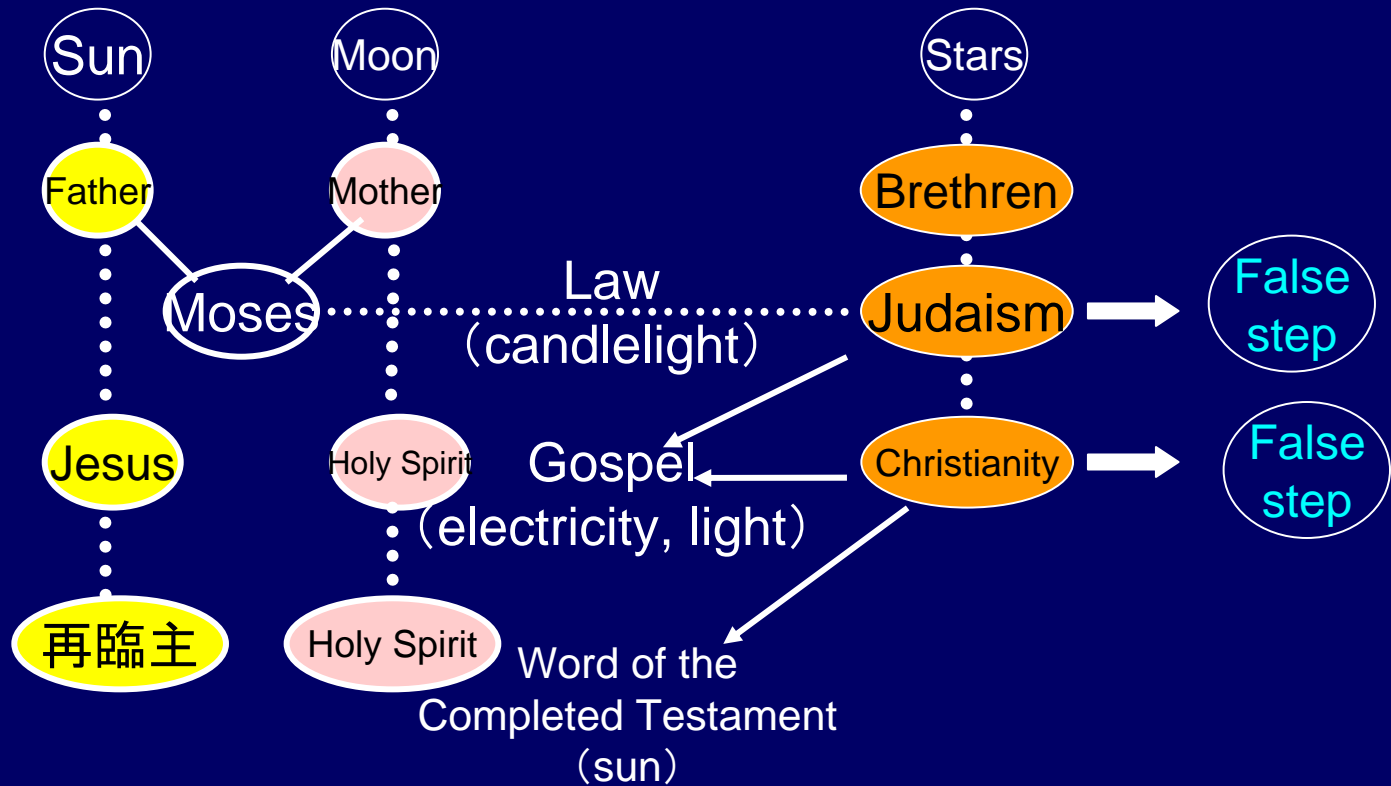 Sun
Moon
Stars
Father
Mother
Brethren
Moses
Law
（candlelight）
Judaism
False
step
Jesus
Holy Spirit
Gospel
（electricity, light）
Christianity
False
step
再臨主
Holy Spirit
Word of the
Completed Testament
（sun）